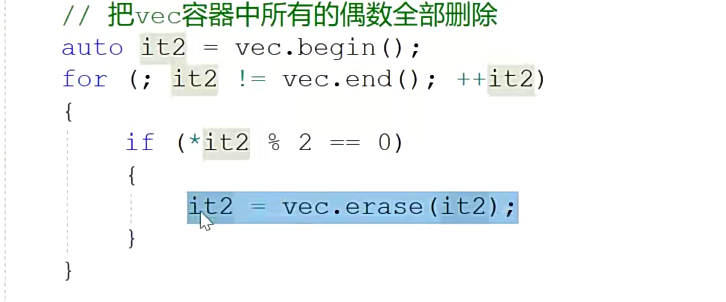 // 把vec容器中所有的偶数全部删除
auto it2 = vec.begin();
for (; it2 != vec.end(); ++it2)
{
if (*it2 % 2 == 0)
{
it2 = vec.erase(it2);
}
}